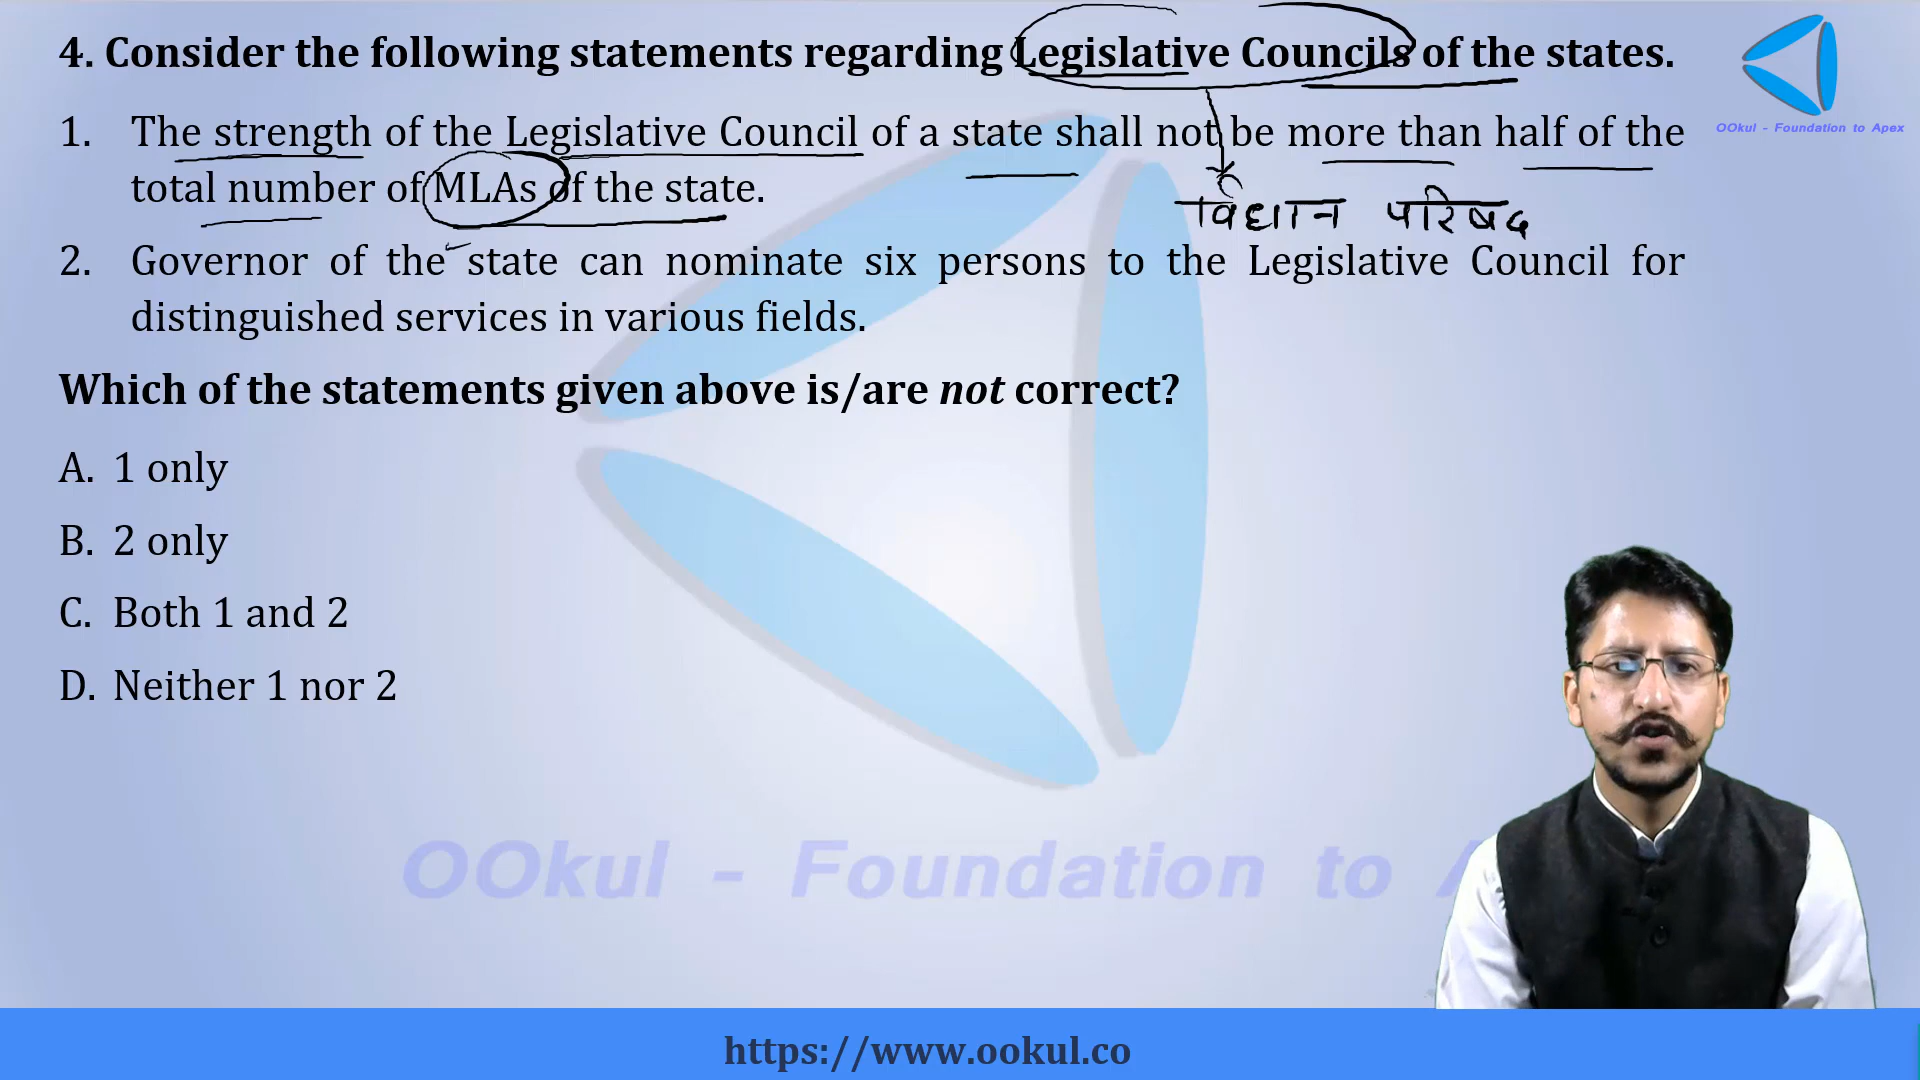 4. Consider the following statements regarding Legislative Councils of the states.
OOkul - Foundation to Apex
1. The strength of the Legislative Council of a state shall not be more than half of the
total number of MLAs of the state.
विधान परिषद
2. Governor of the state can nominate six persons to the Legislative Council for
distinguished services in various fields.
Which of the statements given above is/are not correct?
A. 1 only
B. 2 only
C. Both 1 and 2
D. Neither 1 nor 2
OOkul - Foundation to A
https://www.ookul.co